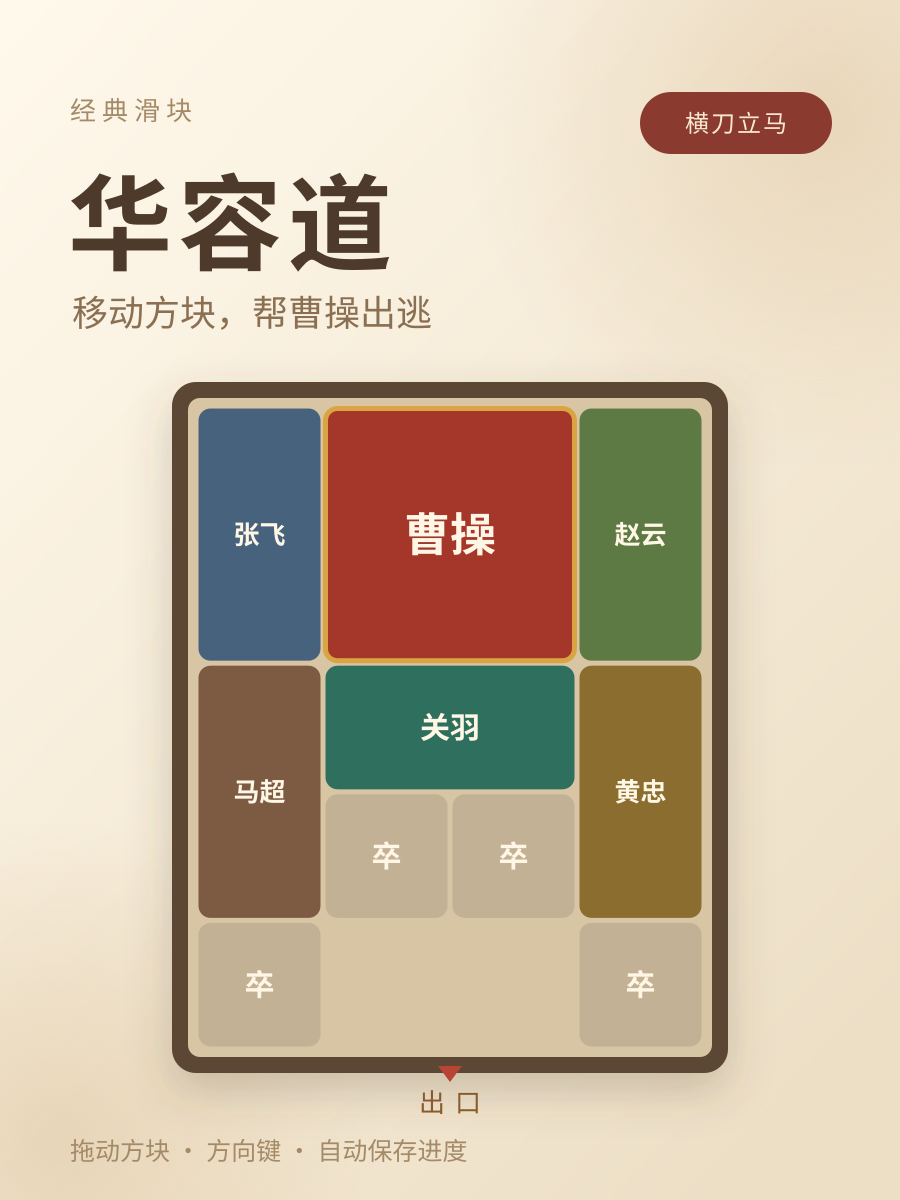 经典滑块
横刀立马
华容道
移动方块，帮曹操出逃
张飞
曹操
赵云
马超
关羽
黄忠
卒
卒
卒
卒
出口
拖动方块 • 方向键 • 自动保存进度